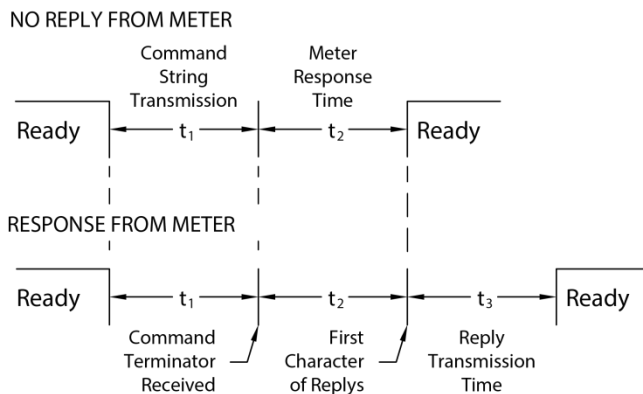 NO REPLY FROM METER
Command
String
Transmission
Meter
Response
Time
Ready
t₁
t₂
Ready
RESPONSE FROM METER
Ready
t₁
t₂
t₃
Ready
Command
Terminator
Received
First
Character
of Replys
Reply
Transmission
Time